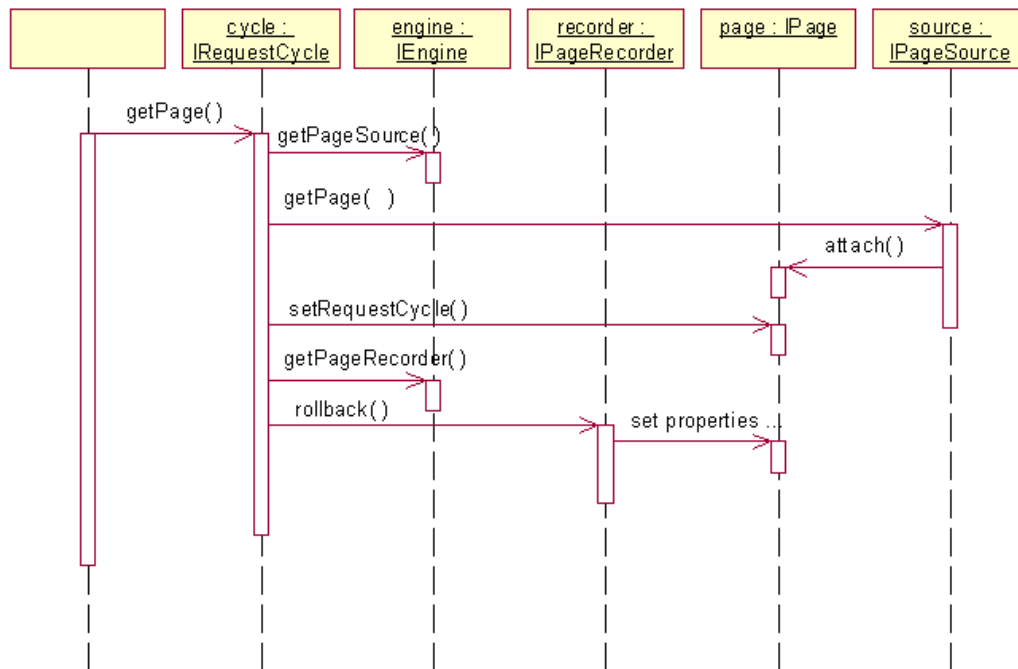 cycle :
IRequestCycle
engine :
IEngine
recorder :
IPageRecorder
page : IPage
source :
IPageSource
getPage()
getPageSource()
getPage( )
attach()
setRequestCycle()
getPageRecorder()
rollback()
set properties ...